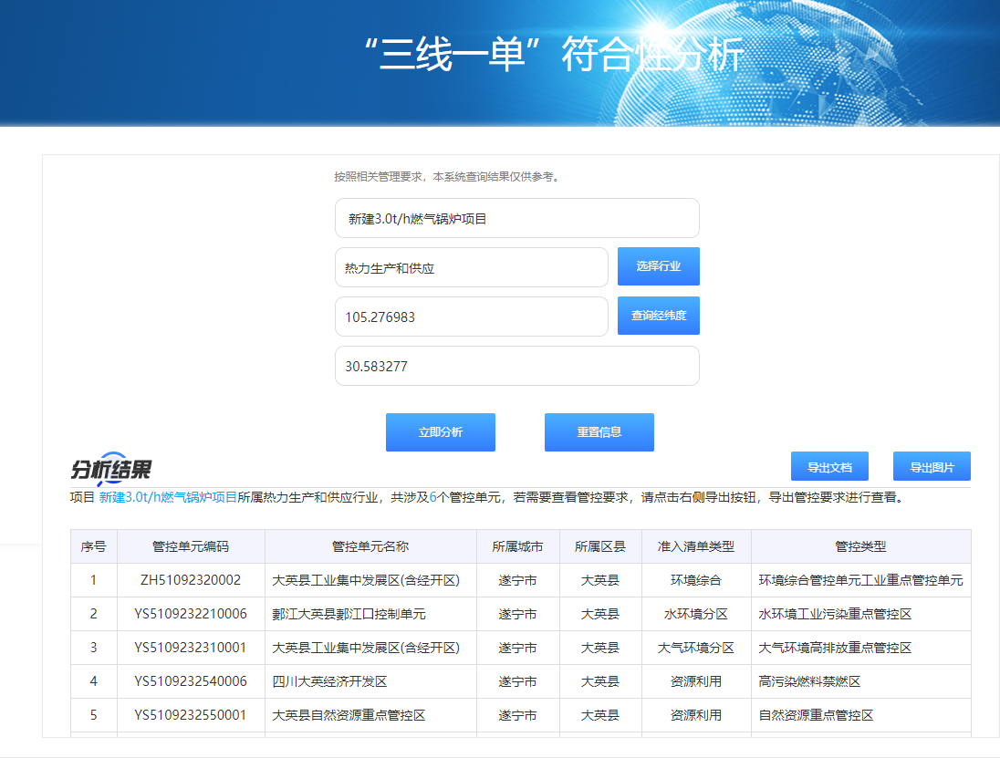 “三线一单”符合性分析
按照相关管理要求，本系统查询结果仅供参考。
新建3.0t/h燃气锅炉项目
热力生产和供应 选择行业
105.276983 查询经纬度
30.583277
立即分析 重置信息
分析结果 导出文档 导出图片
项目 新建3.0t/h燃气锅炉项目所属热力生产和供应行业，共涉及6个管控单元，若需要查看管控要求，请点击右侧导出按钮，导出管控要求进行查看。
序号 管控单元编码 管控单元名称 所属城市 所属区县 准入清单类型 管控类型
1 ZH51092320002 大英县工业集中发展区(含经开区) 遂宁市 大英县 环境综合 环境综合管控单元工业重点管控单元
2 YS5109232210006 郪江大英县郪江口控制单元 遂宁市 大英县 水环境分区 水环境工业污染重点管控区
3 YS5109232310001 大英县工业集中发展区(含经开区) 遂宁市 大英县 大气环境分区 大气环境高排放重点管控区
4 YS5109232540006 四川大英经济开发区 遂宁市 大英县 资源利用 高污染燃料禁燃区
5 YS5109232550001 大英县自然资源重点管控区 遂宁市 大英县 资源利用 自然资源重点管控区